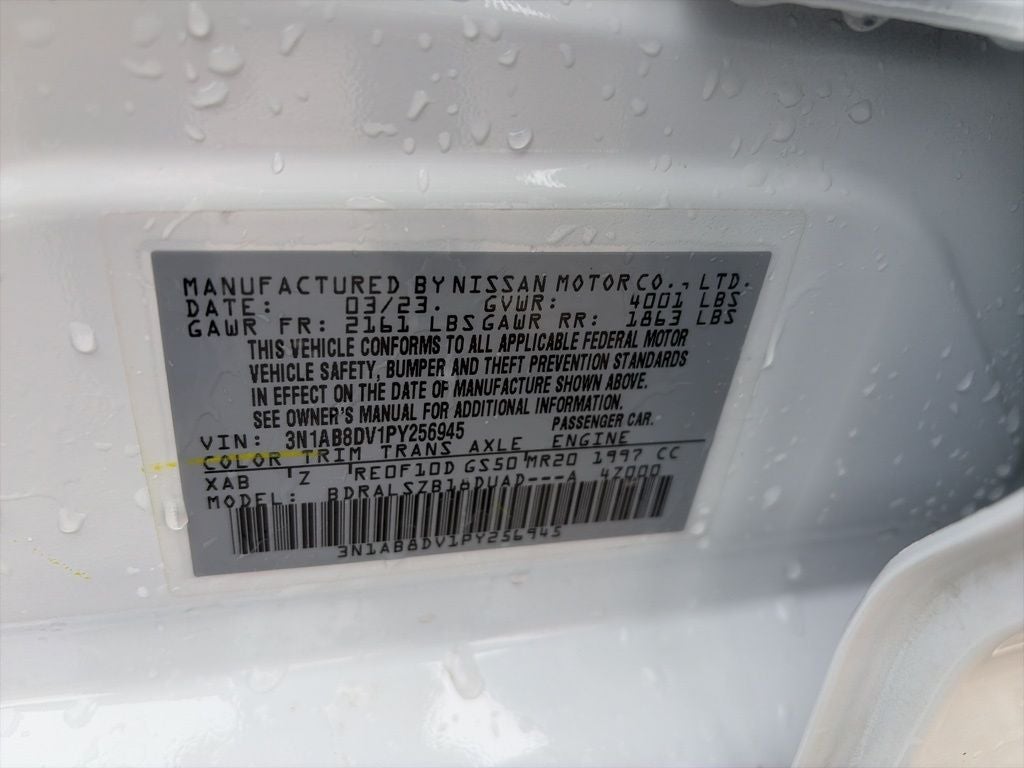 MANUFACTURED BY NISSAN MOTOR CO., LTD.
DATE: 03/23. GVWR: 4001 LBS
GAWR FR: 2161 LBS GAWR RR: 1863 LBS
THIS VEHICLE CONFORMS TO ALL APPLICABLE FEDERAL MOTOR
VEHICLE SAFETY, BUMPER AND THEFT PREVENTION STANDARDS
IN EFFECT ON THE DATE OF MANUFACTURE SHOWN ABOVE.
SEE OWNER'S MANUAL FOR ADDITIONAL INFORMATION.
VIN: 3N1AB8DV1PY256945 PASSENGER CAR.
COLOR TRIM TRANS AXLE ENGINE
XAB Z RE0F10D GS50 MR20 1997 CC
MODEL: BDRALSZB18DUAD---A 4Z000
3N1AB8DV1PY256945